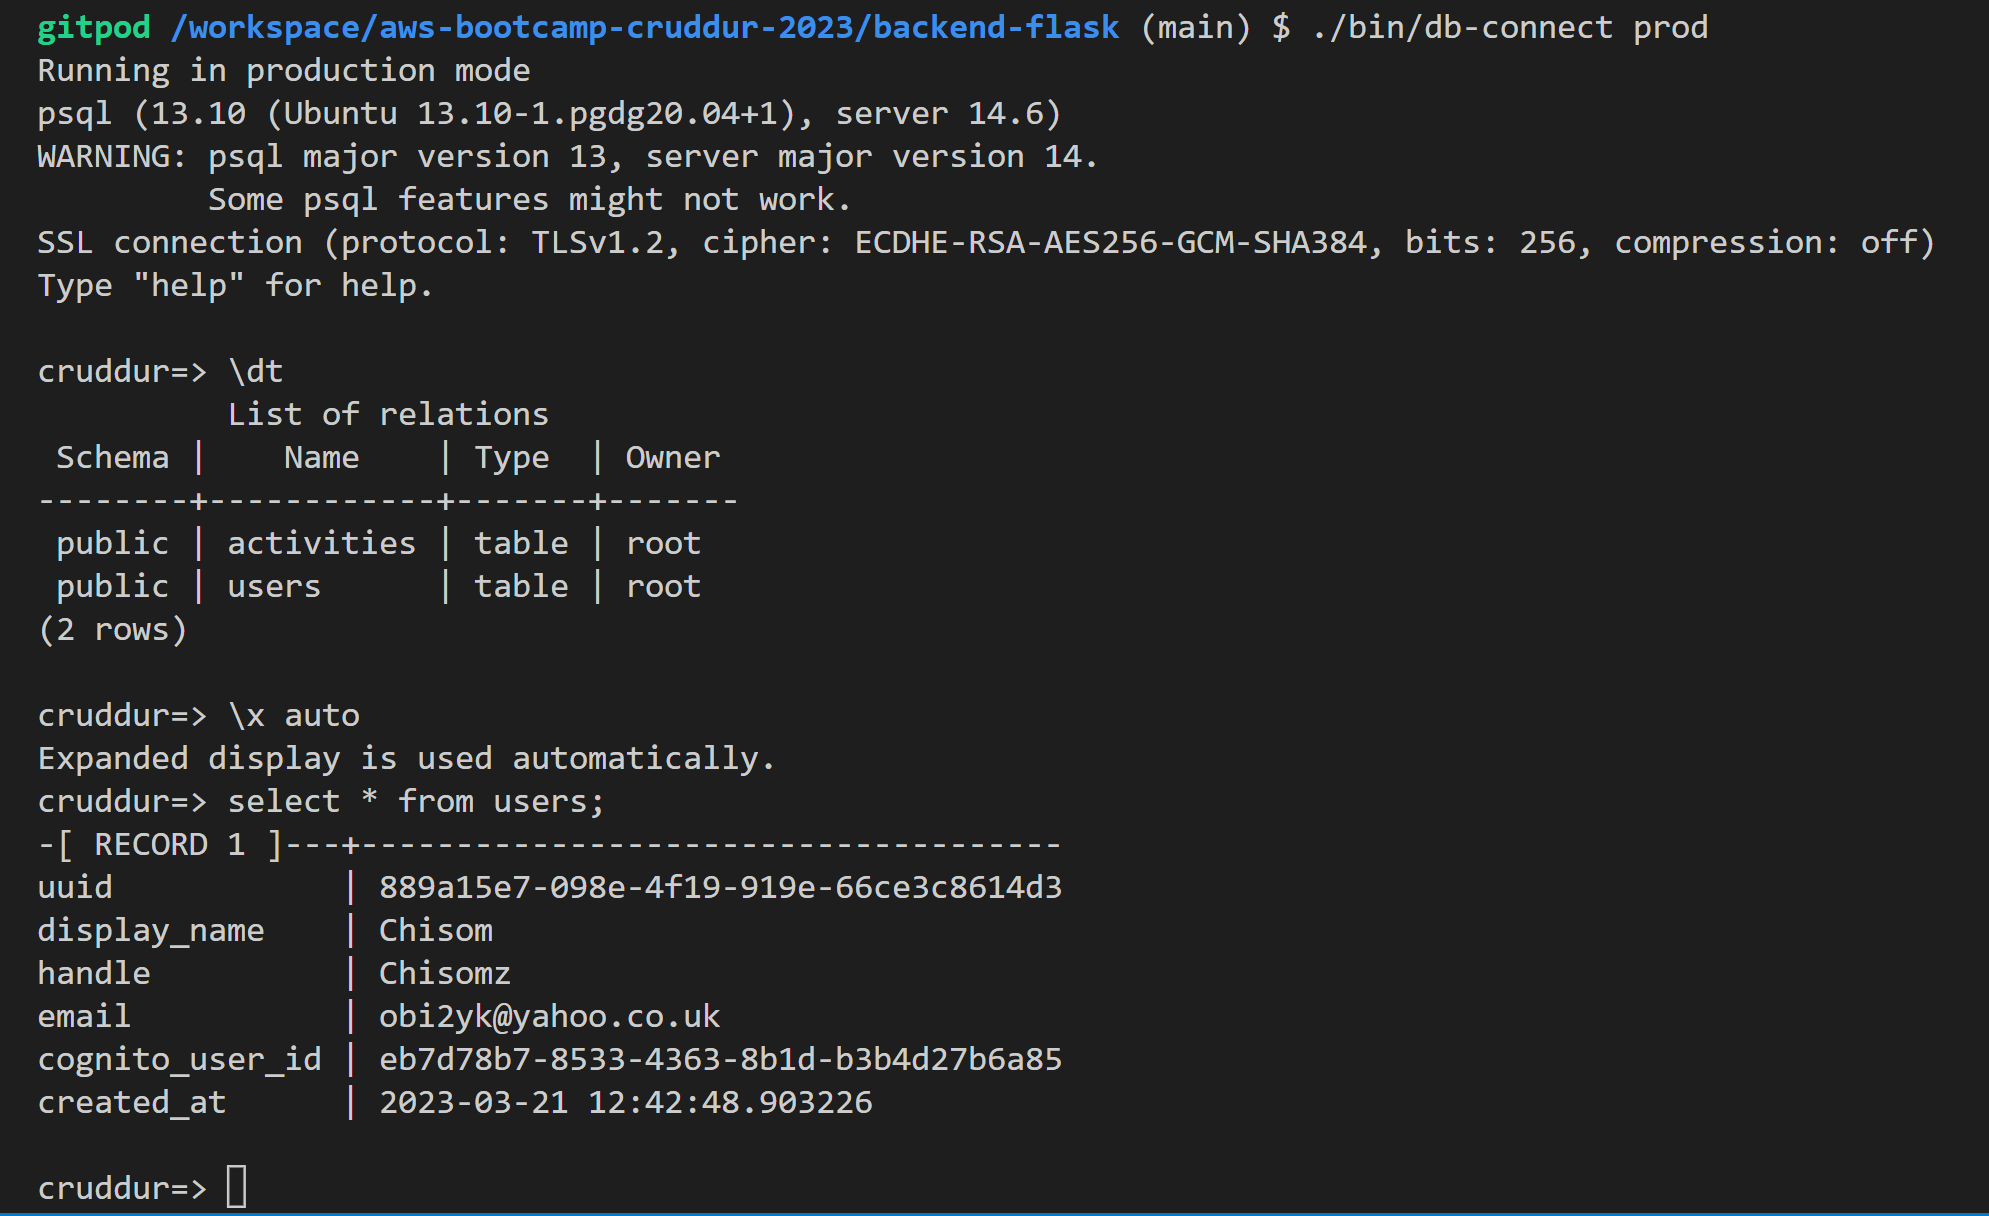 gitpod /workspace/aws-bootcamp-cruddur-2023/backend-flask (main) $ ./bin/db-connect prod
Running in production mode
psql (13.10 (Ubuntu 13.10-1.pgdg20.04+1), server 14.6)
WARNING: psql major version 13, server major version 14.
         Some psql features might not work.
SSL connection (protocol: TLSv1.2, cipher: ECDHE-RSA-AES256-GCM-SHA384, bits: 256, compression: off)
Type "help" for help.

cruddur=> \dt
          List of relations
 Schema |    Name    | Type  | Owner
--------+------------+-------+-------
 public | activities | table | root
 public | users      | table | root
(2 rows)

cruddur=> \x auto
Expanded display is used automatically.
cruddur=> select * from users;
-[ RECORD 1 ]---+-------------------------------------
uuid            | 889a15e7-098e-4f19-919e-66ce3c8614d3
display_name    | Chisom
handle          | Chisomz
email           | obi2yk@yahoo.co.uk
cognito_user_id | eb7d78b7-8533-4363-8b1d-b3b4d27b6a85
created_at      | 2023-03-21 12:42:48.903226

cruddur=>